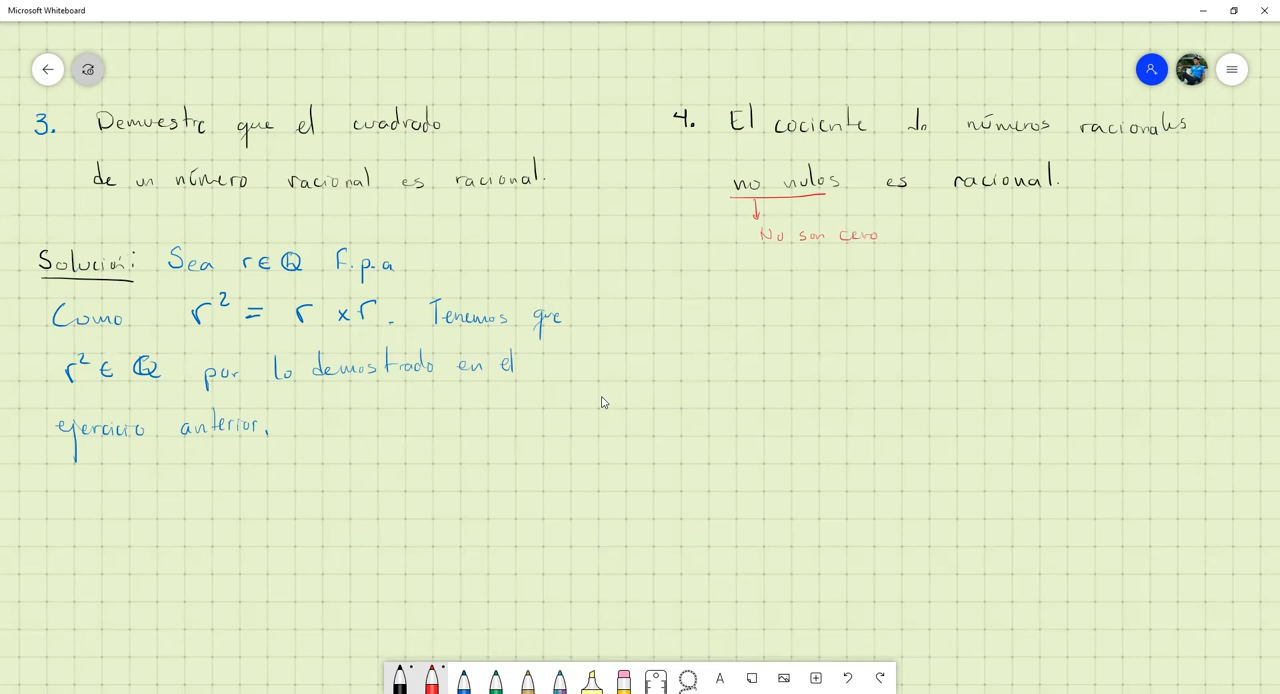 Microsoft Whiteboard
3. Demuestre que el cuadrado
de un número racional es racional.
Solución: Sea r ∈ ℚ F.p.a
Como r² = r × r. Tenemos que
r² ∈ ℚ por lo demostrado en el
ejercicio anterior.
4. El cociente de números racionales
no nulos es racional.
No son cero